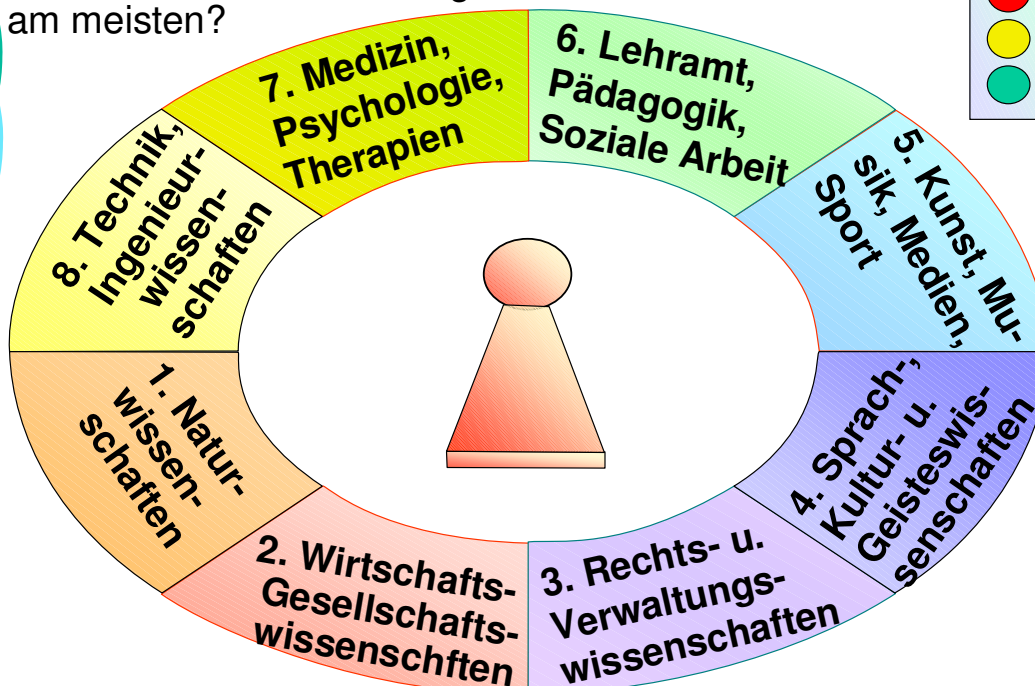 am meisten?
7. Medizin,
Psychologie,
Therapien
6. Lehramt,
Pädagogik,
Soziale Arbeit
8. Technik,
Ingenieur-
wissen-
schaften
5. Kunst, Mu-
sik, Medien,
Sport
1. Natur-
wissen-
schaften
4. Sprach-,
Kultur- u.
Geisteswis-
senschaften
2. Wirtschafts-
Gesellschafts-
wissenschften
3. Rechts- u.
Verwaltungs-
wissenschaften